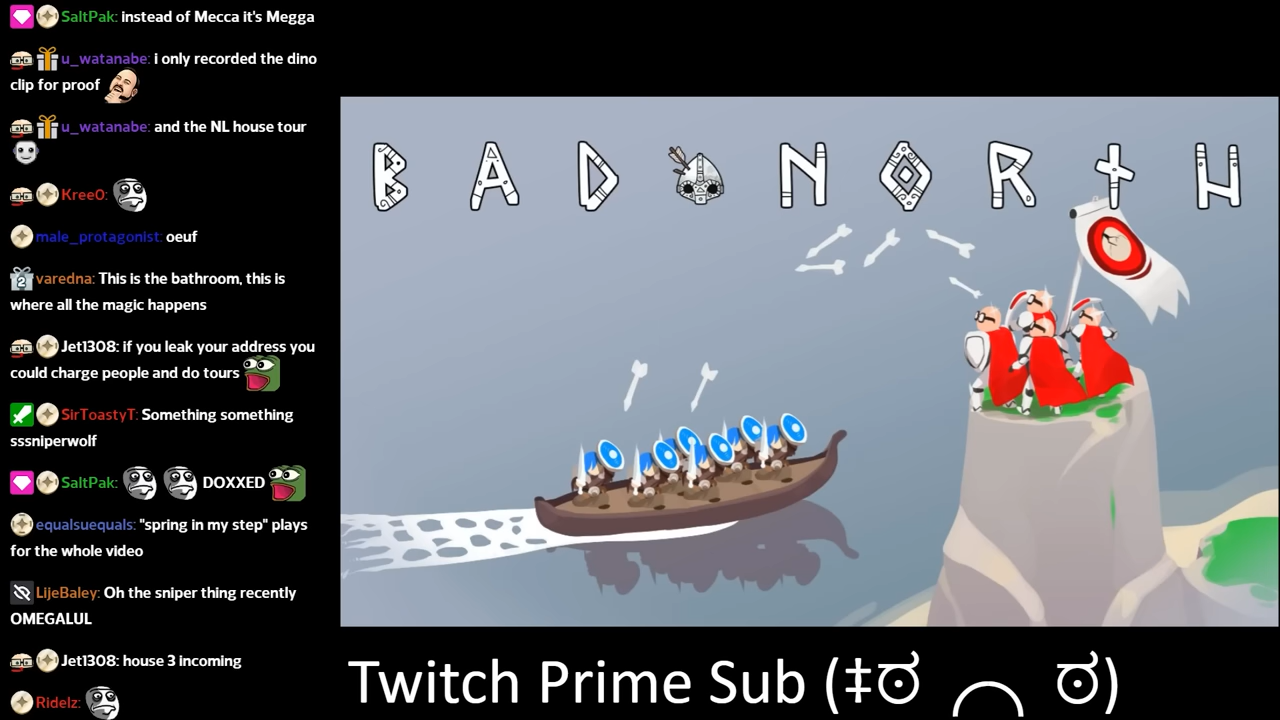 SaltPak: instead of Mecca it's Megga
u_watanabe: i only recorded the dino
clip for proof
u_watanabe: and the NL house tour
KreeO:
male_protagonist: oeuf
2 varedna: This is the bathroom, this is
where all the magic happens
Jet1308: if you leak your address you
could charge people and do tours
SirToastyT: Something something
sssniperwolf
SaltPak: DOXXED
equalsuequals: "spring in my step" plays
for the whole video
LijeBaley: Oh the sniper thing recently
OMEGALUL
Jet1308: house 3 incoming
Ridelz:
BAD NORTH
Twitch Prime Sub (‡ಠ ͡ ಠ)